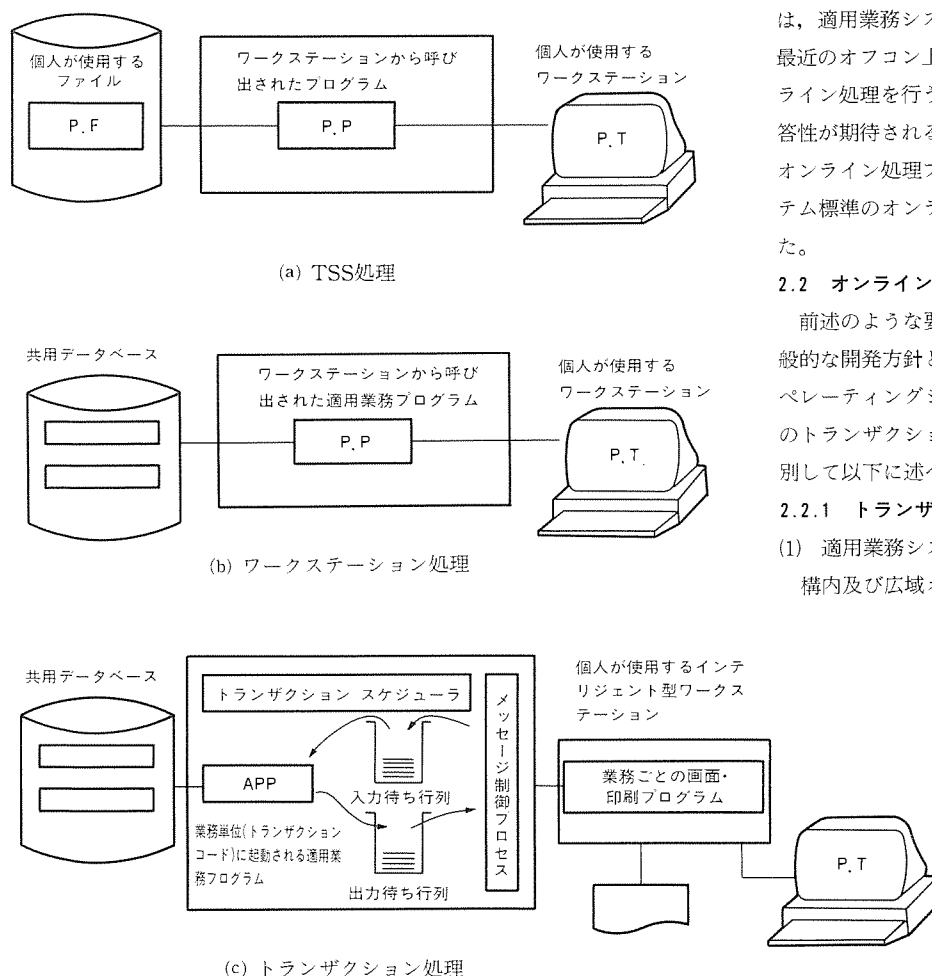 個人が使用する
ファイル
P.F
ワークステーションから呼び
出されたプログラム
P.P
個人が使用する
ワークステーション
P.T
(a) TSS処理
共用データベース
ワークステーションから呼び
出された適用業務プログラム
P.P
個人が使用する
ワークステーション
P.T.
(b) ワークステーション処理
は，適用業務シス
最近のオフコン上
ライン処理を行う
答性が期待される
オンライン処理フ
テム標準のオンラ
た。
2.2 オンライン
前述のような要
般的な開発方針と
ペレーティングシ
のトランザクショ
別して以下に述べ
2.2.1 トランザ
(1) 適用業務シス
構内及び広域オ
共用データベース
トランザクション スケジューラ
メッセージ制御プロセス
APP
入力待ち行列
業務単位(トランザクション
コード)に起動される適用業
務プログラム
出力待ち行列
個人が使用するインテ
リジェント型ワークス
テーション
業務ごとの画面・
印刷プログラム
P.T
(c) トランザクション処理